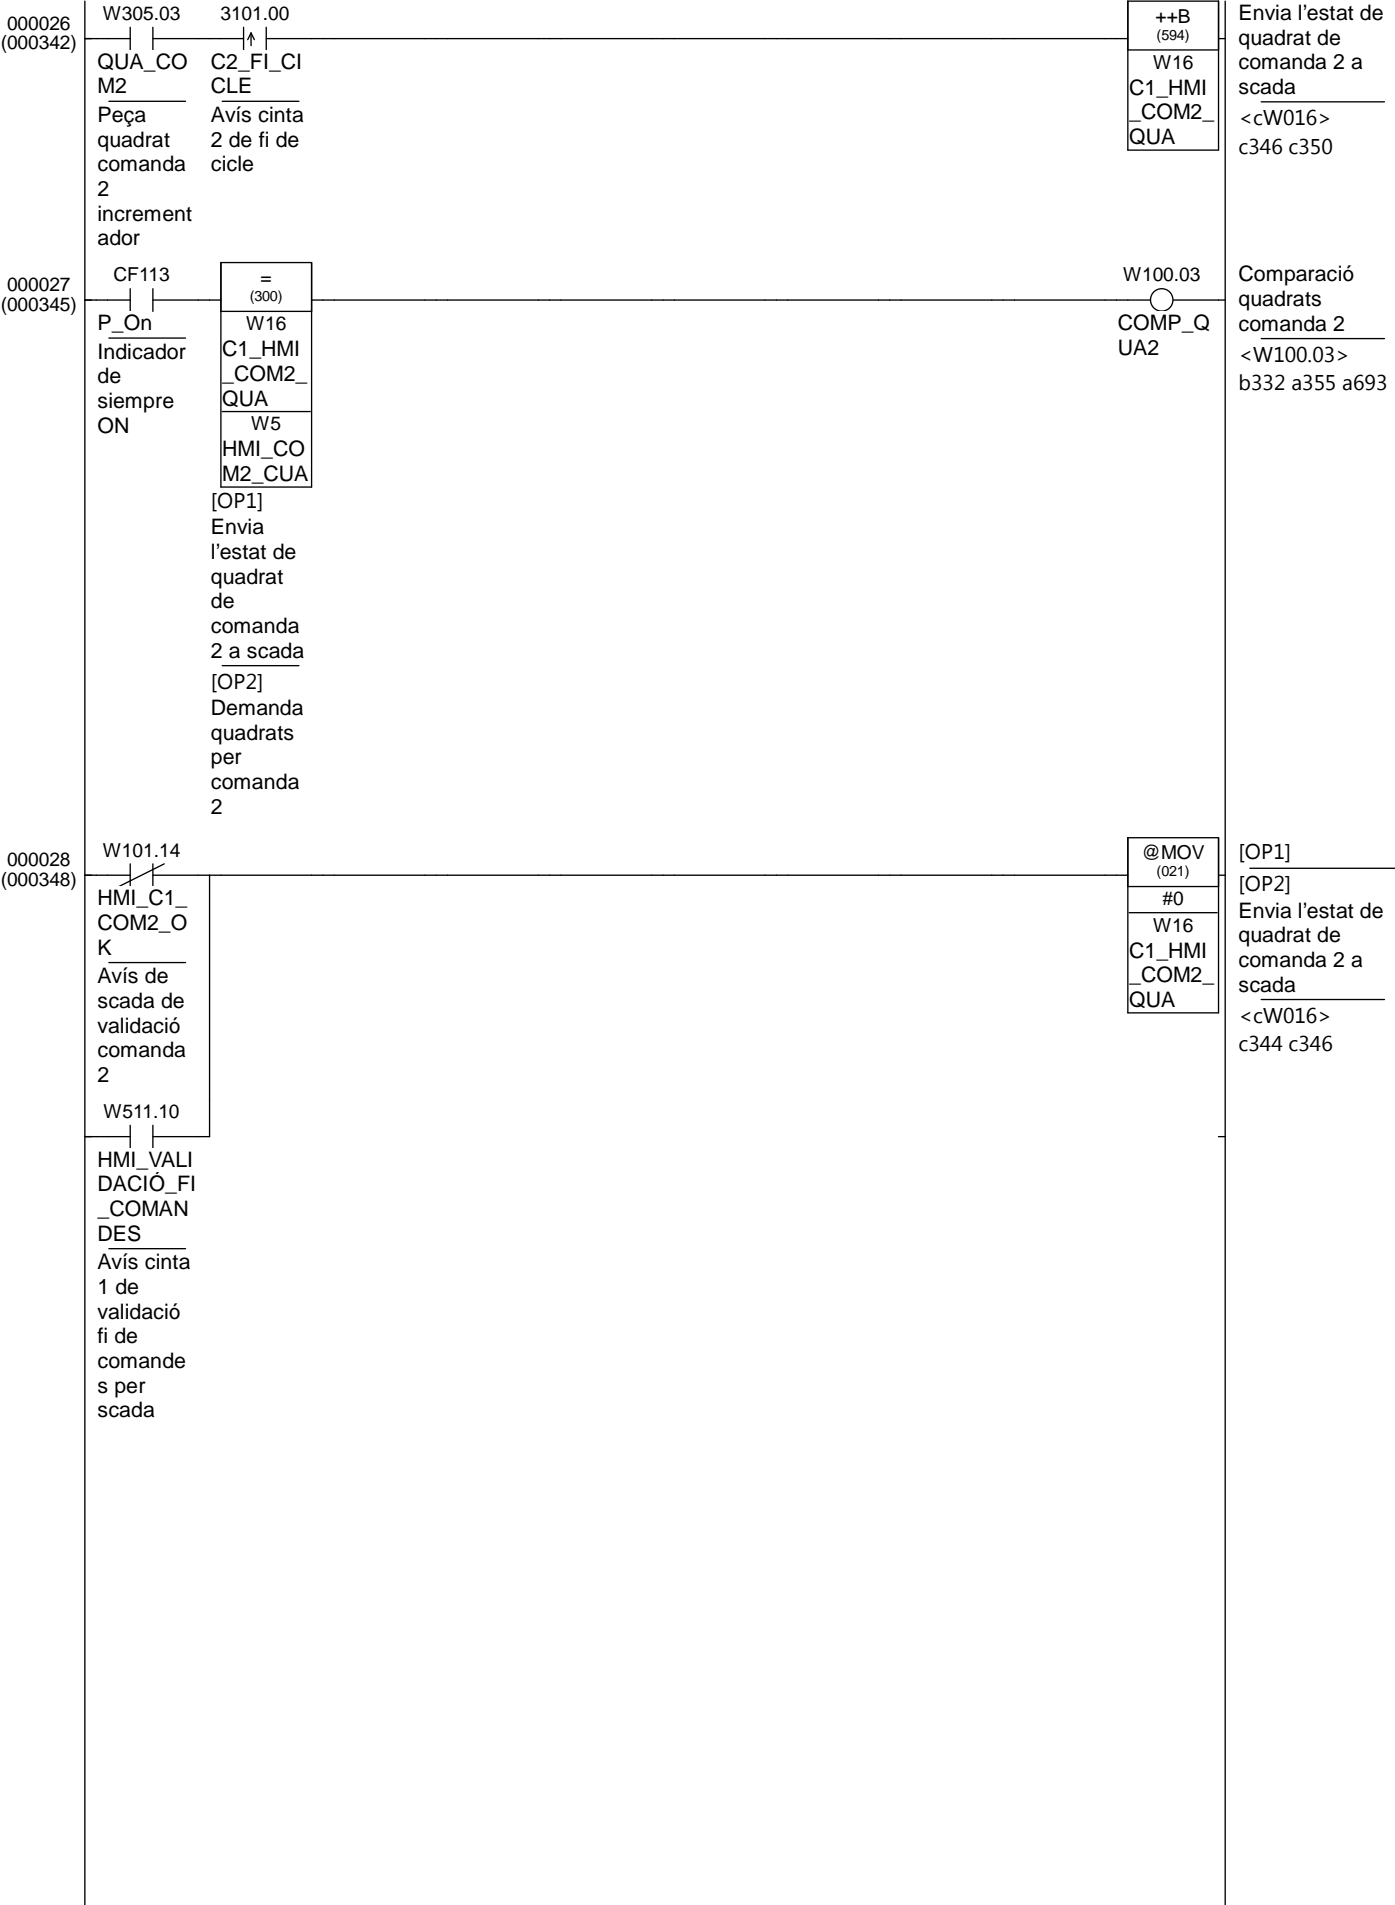 000026
(000342)
W305.03
QUA_CO
M2
Peça
quadrat
comanda
2
increment
ador
3101.00
C2_FI_CI
CLE
Avís cinta
2 de fi de
cicle
++B
(594)
W16
C1_HMI
_COM2_
QUA
Envia l'estat de
quadrat de
comanda 2 a
scada
<cW016>
c346 c350
000027
(000345)
CF113
P_On
Indicador
de
siempre
ON
=
(300)
W16
C1_HMI
_COM2_
QUA
W5
HMI_CO
M2_CUA
[OP1]
Envia
l'estat de
quadrat
de
comanda
2 a scada
[OP2]
Demanda
quadrats
per
comanda
2
W100.03
COMP_Q
UA2
Comparació
quadrats
comanda 2
<W100.03>
b332 a355 a693
000028
(000348)
W101.14
HMI_C1_
COM2_O
K
Avís de
scada de
validació
comanda
2
W511.10
HMI_VALI
DACIÓ_FI
_COMAN
DES
Avís cinta
1 de
validació
fi de
comande
s per
scada
@MOV
(021)
#0
W16
C1_HMI
_COM2_
QUA
[OP1]
[OP2]
Envia l'estat de
quadrat de
comanda 2 a
scada
<cW016>
c344 c346